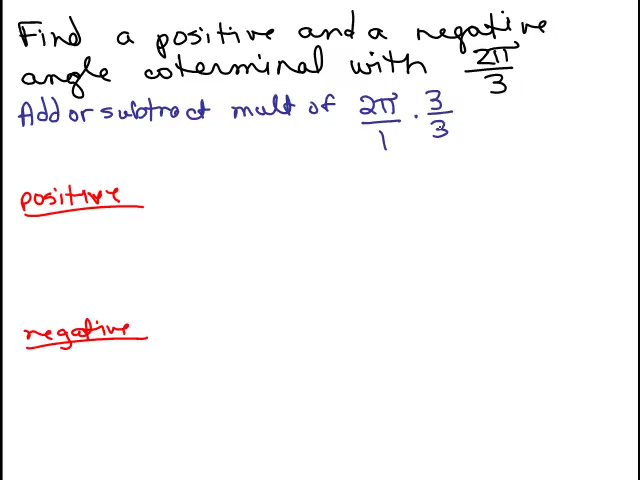 Find a positive and a negative
angle coterminal with 2π/3
Add or subtract mult of 2π/1 · 3/3
positive
negative